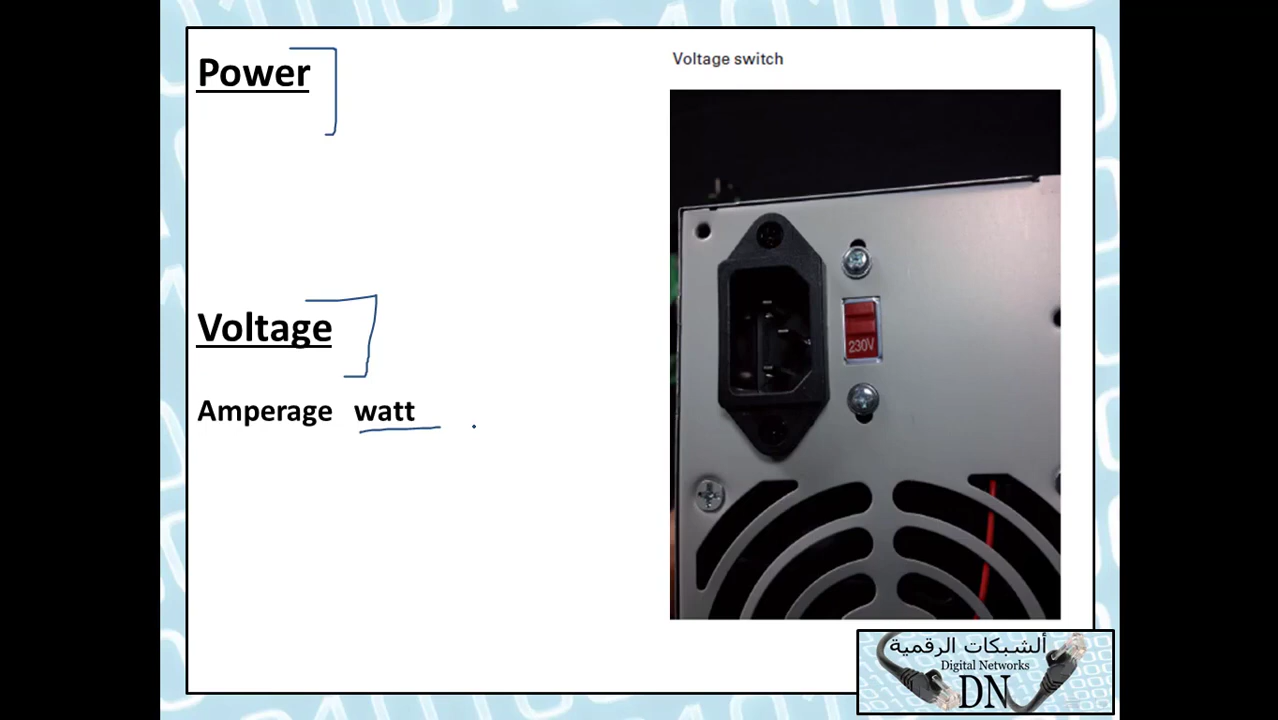 Power
Voltage
Amperage watt
Voltage switch
230V
ألشبكات الرقمية
Digital Networks
DN